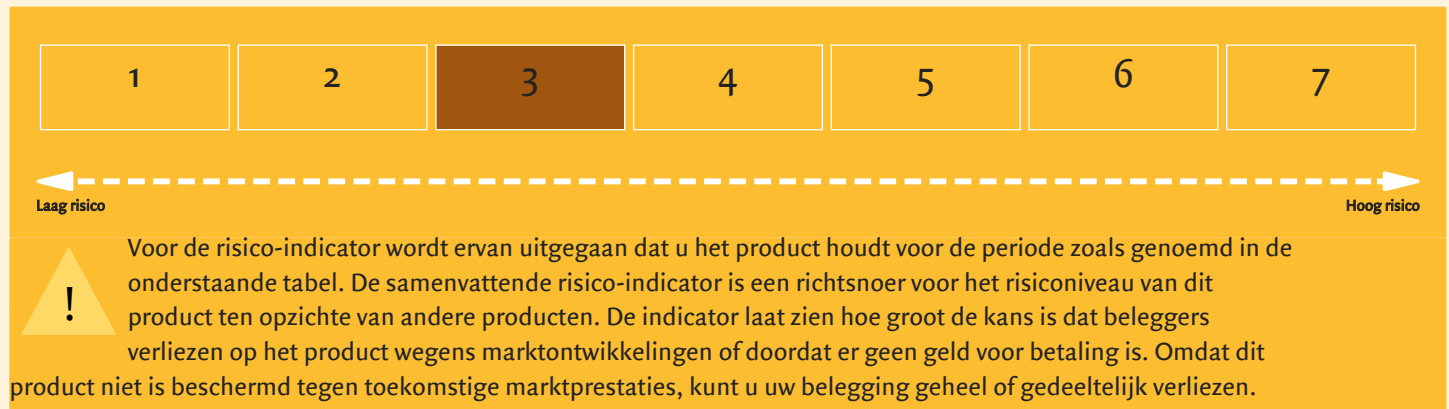 1 2 3 4 5 6 7
Laag risico Hoog risico
Voor de risico-indicator wordt ervan uitgegaan dat u het product houdt voor de periode zoals genoemd in de
onderstaande tabel. De samenvattende risico-indicator is een richtsnoer voor het risiconiveau van dit
! product ten opzichte van andere producten. De indicator laat zien hoe groot de kans is dat beleggers
verliezen op het product wegens marktontwikkelingen of doordat er geen geld voor betaling is. Omdat dit
product niet is beschermd tegen toekomstige marktprestaties, kunt u uw belegging geheel of gedeeltelijk verliezen.